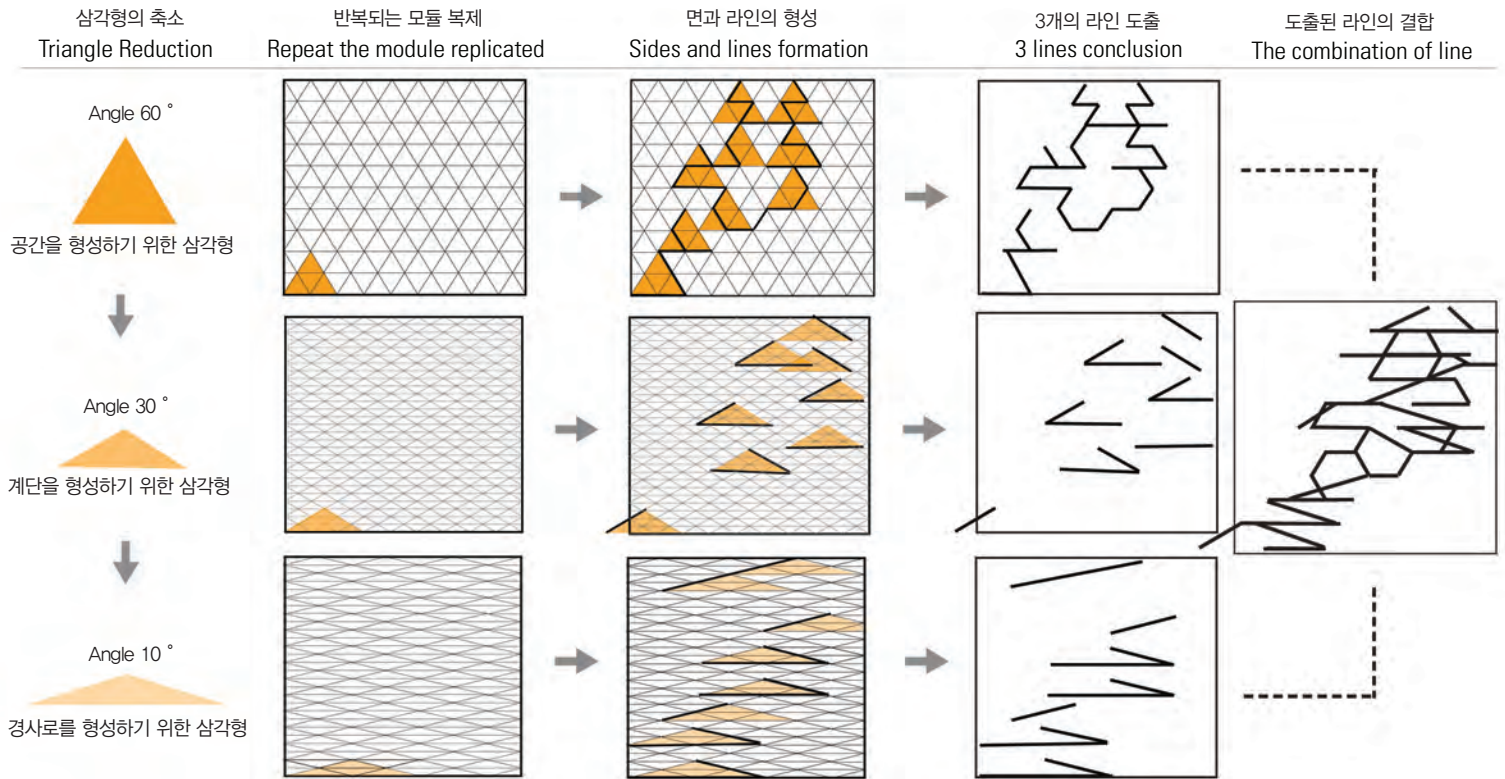 삼각형의 축소
Triangle Reduction
반복되는 모듈 복제
Repeat the module replicated
면과 라인의 형성
Sides and lines formation
3개의 라인 도출
3 lines conclusion
도출된 라인의 결합
The combination of line
Angle 60 °
공간을 형성하기 위한 삼각형
Angle 30 °
계단을 형성하기 위한 삼각형
Angle 10 °
경사로를 형성하기 위한 삼각형